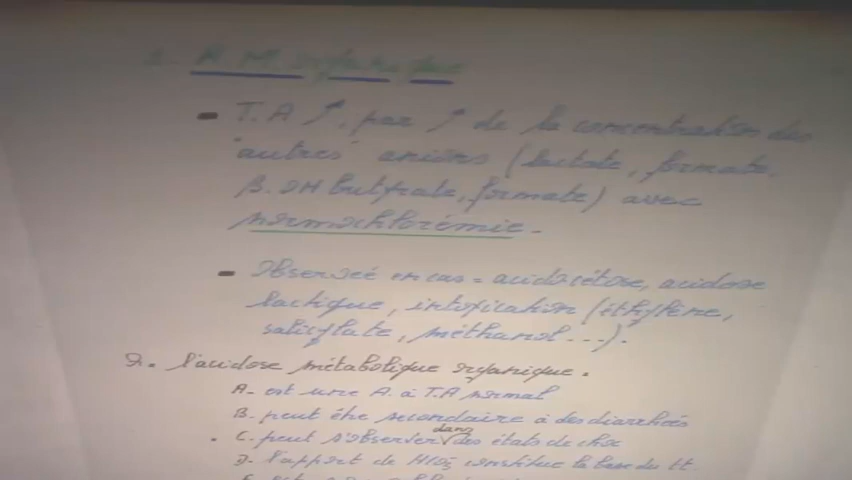 A.M. organique
- T.A ↑, par ↑ de la concentration des
"autres" anions (lactate, formate,
β.OH butyrate, formate) avec
normochlorémie.
- Observée en cas = acidocétose, acidose
lactique, intoxication (éthylène,
salicylate, méthanol...).
2. l'acidose métabolique organique.
A- est une A. à T.A normal
B. peut être secondaire à des diarrhées
C. peut s'observer dans des états de choc
D. l'apport de HCO3- constitue la base du tt